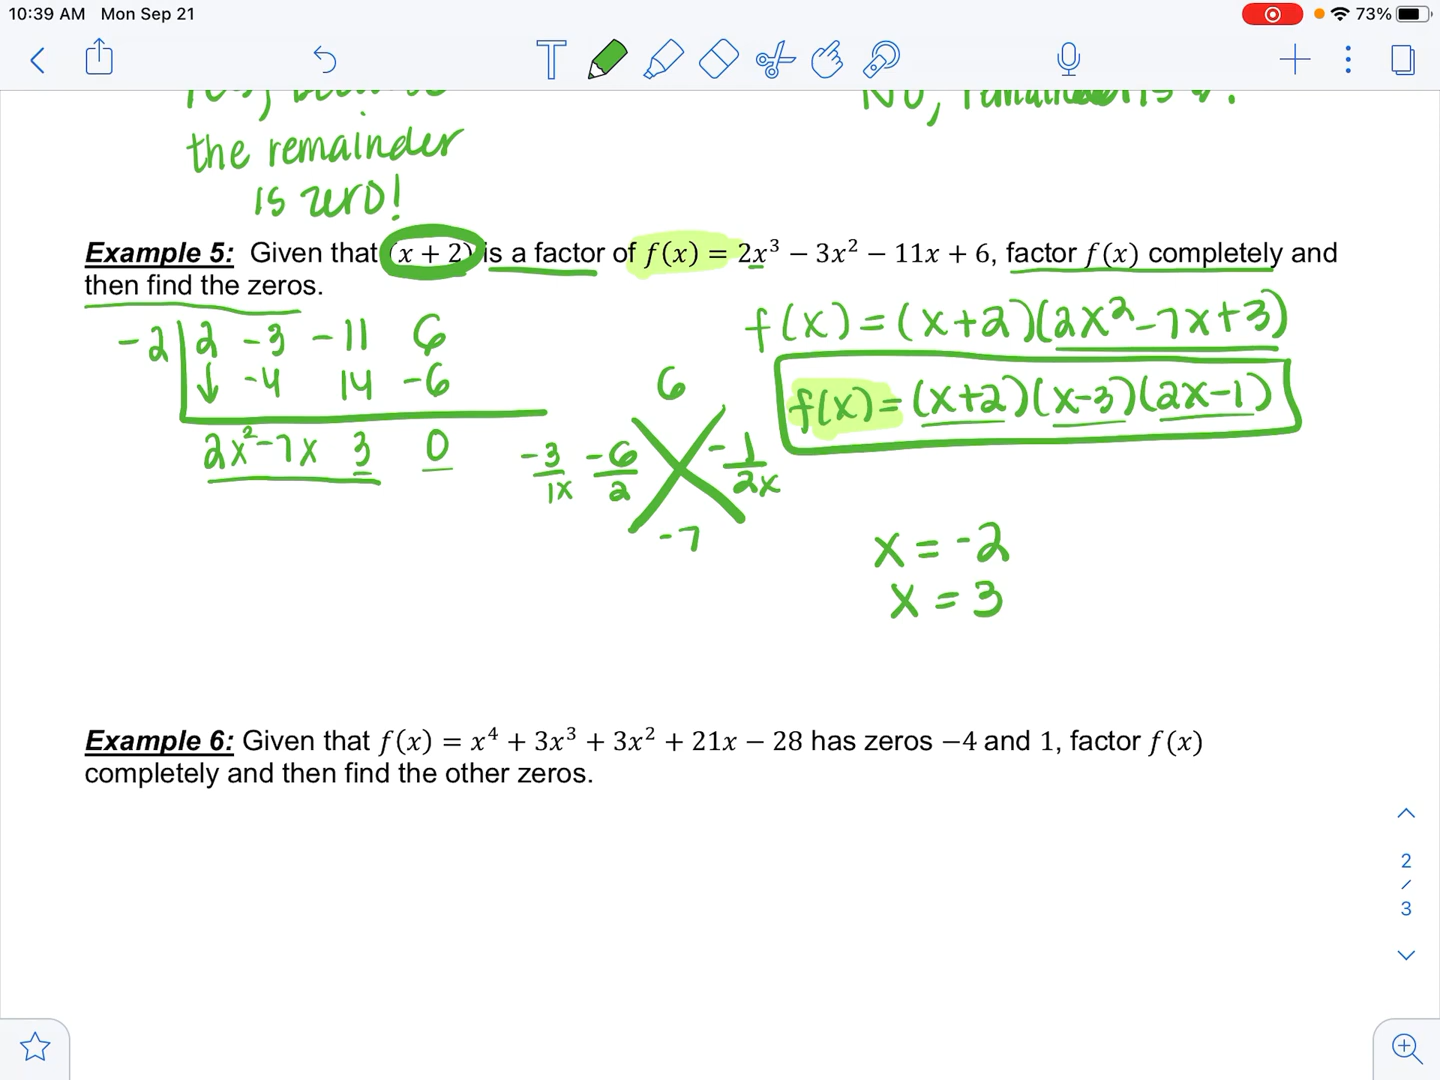 10:39 AM Mon Sep 21
73%
No, remainder is
the remainder
is zero!
Example 5: Given that (x + 2) is a factor of f(x) = 2x³ − 3x² − 11x + 6, factor f(x) completely and
then find the zeros.
-2 | 2 -3 -11 6
↓ -4 14 -6
2x²-7x 3 0
f(x)=(x+2)(2x²-7x+3)
f(x)=(x+2)(x-3)(2x-1)
6
-3/1x -6/2 -1/2x
-7
x=-2
x=3
Example 6: Given that f(x) = x⁴ + 3x³ + 3x² + 21x − 28 has zeros −4 and 1, factor f(x)
completely and then find the other zeros.
2
/
3